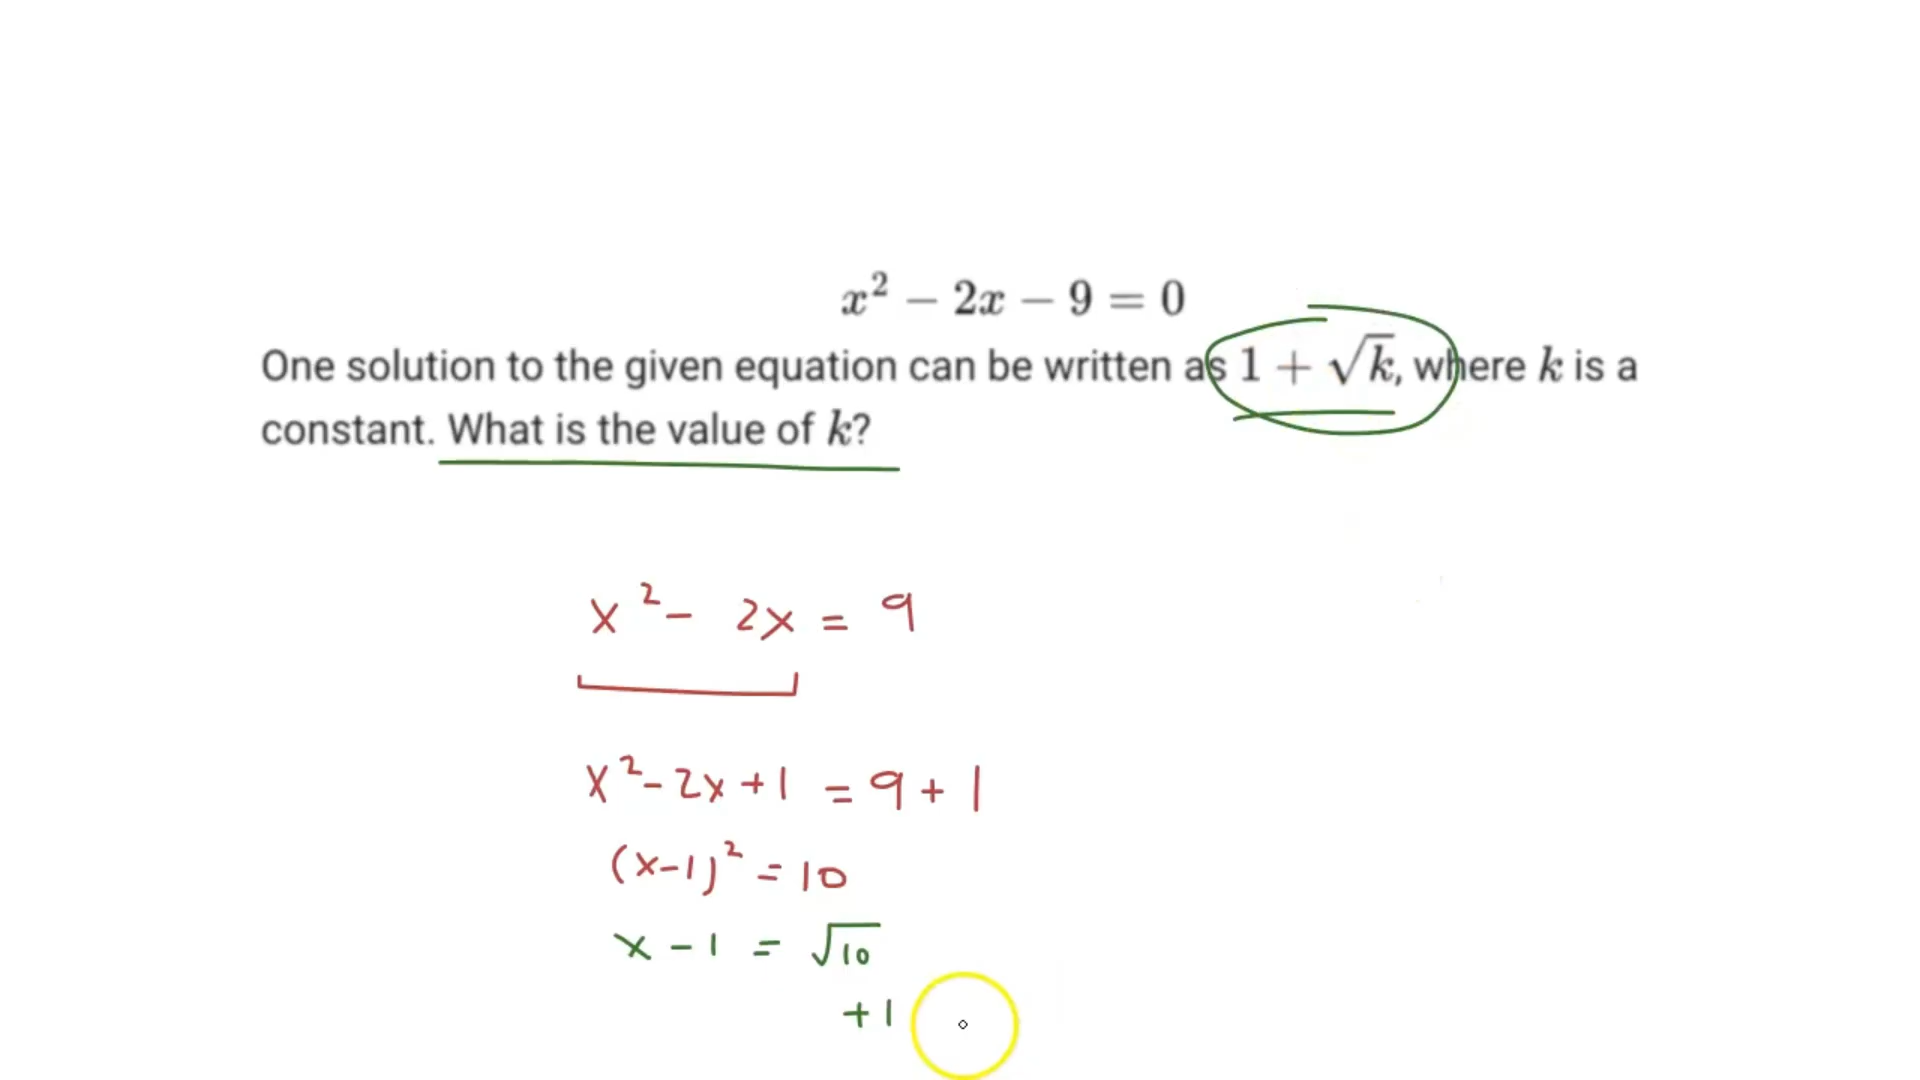 x² − 2x − 9 = 0
One solution to the given equation can be written as 1 + √k, where k is a
constant. What is the value of k?
x² − 2x = 9
x² − 2x + 1 = 9 + 1
(x−1)² = 10
x − 1 = √10
+1